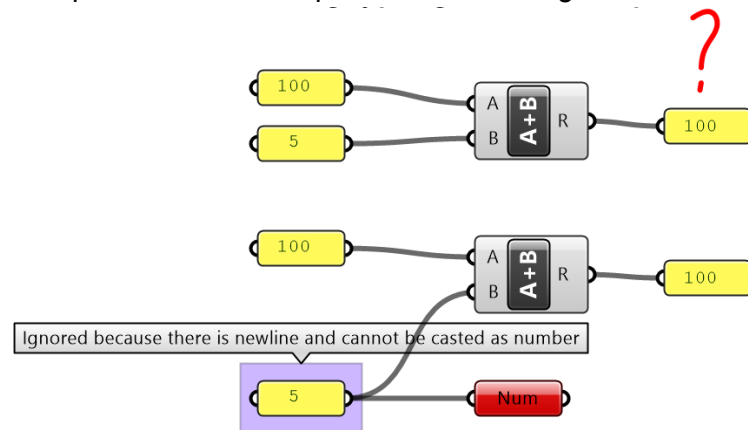 ?
100
A
B
A+B
R
100
5
100
A
B
A+B
R
100
Ignored because there is newline and cannot be casted as number
5
Num